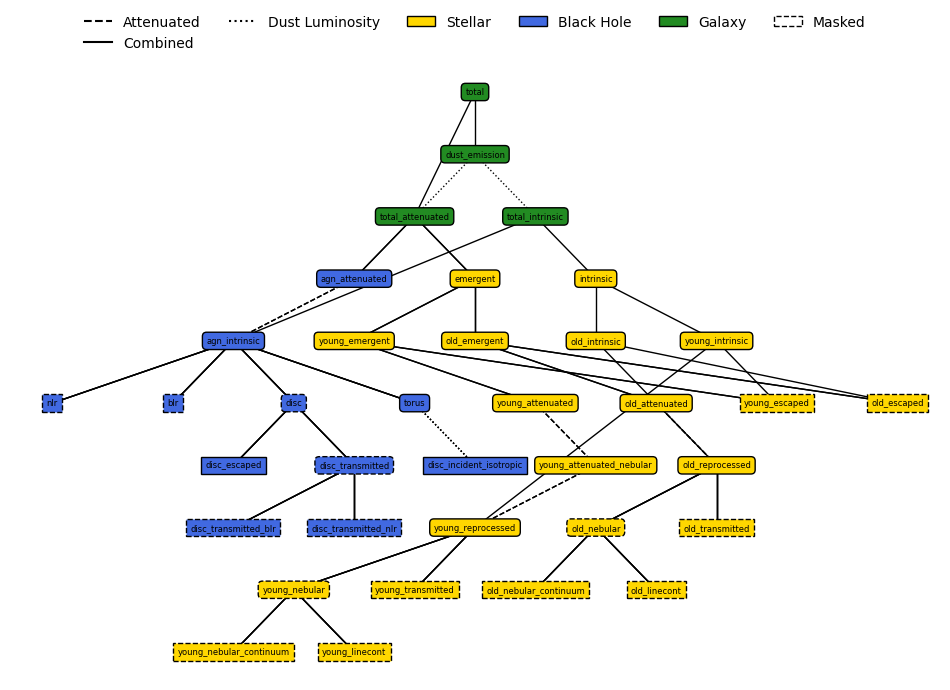 Attenuated Dust Luminosity Stellar Black Hole Galaxy Masked
Combined
total
dust_emission
total_attenuated total_intrinsic
agn_attenuated emergent intrinsic
agn_intrinsic young_emergent old_emergent old_intrinsic young_intrinsic
nlr blr disc torus young_attenuated old_attenuated young_escaped old_escaped
disc_escaped disc_transmitted disc_incident_isotropic young_attenuated_nebular old_reprocessed
disc_transmitted_blr disc_transmitted_nlr young_reprocessed old_nebular old_transmitted
young_nebular young_transmitted old_nebular_continuum old_linecont
young_nebular_continuum young_linecont